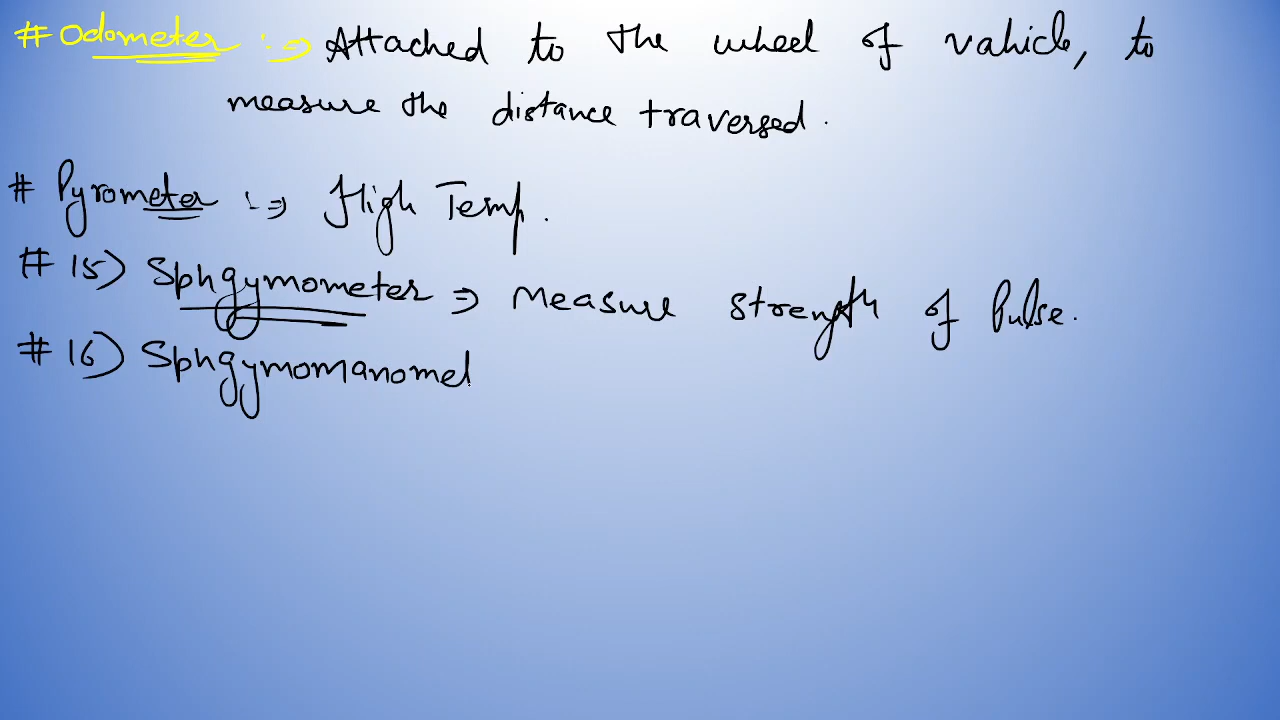 # Odometer :⇒ Attached to the wheel of vahicle, to
measure the distance traversed.
# Pyrometer :⇒ High Temp.
# 15) Sphgymometer ⇒ Measure strength of Pulse.
# 16) Sphgymomanomet